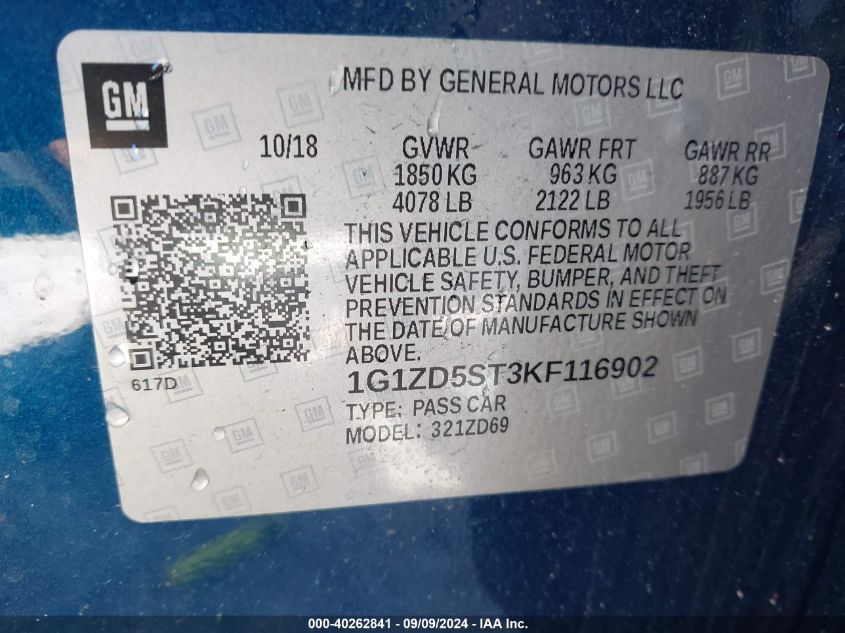 GM
MFD BY GENERAL MOTORS LLC
10/18 GVWR GAWR FRT GAWR RR
1850 KG 963 KG 887 KG
4078 LB 2122 LB 1956 LB
THIS VEHICLE CONFORMS TO ALL
APPLICABLE U.S. FEDERAL MOTOR
VEHICLE SAFETY, BUMPER, AND THEFT
PREVENTION STANDARDS IN EFFECT ON
THE DATE OF MANUFACTURE SHOWN
ABOVE.
617D
1G1ZD5ST3KF116902
TYPE: PASS CAR
MODEL: 321ZD69
000-40262841 - 09/09/2024 - IAA Inc.